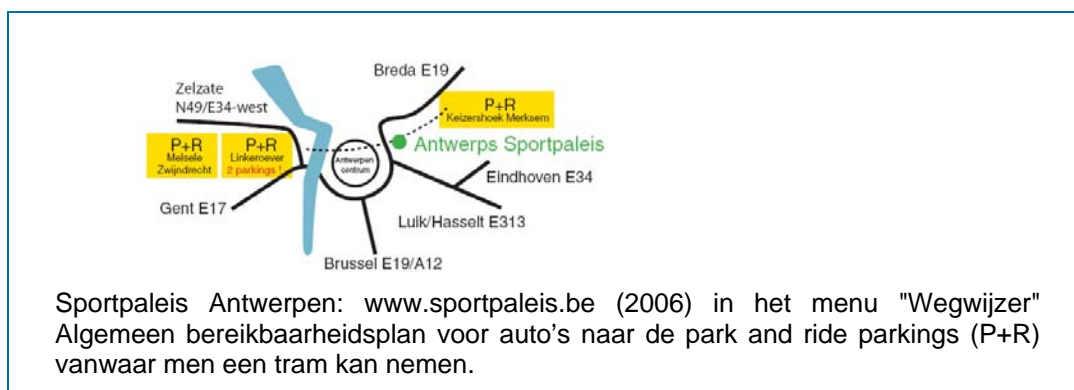 Breda E19
Zelzate
N49/E34-west
P+R
Keizershoek Merksem
P+R
Melsele
Zwijndrecht
P+R
Linkeroever
2 parkings !
Antwerpen
centrum
Antwerps Sportpaleis
Eindhoven E34
Gent E17
Luik/Hasselt E313
Brussel E19/A12
Sportpaleis Antwerpen: www.sportpaleis.be (2006) in het menu "Wegwijzer"
Algemeen bereikbaarheidsplan voor auto's naar de park and ride parkings (P+R)
vanwaar men een tram kan nemen.